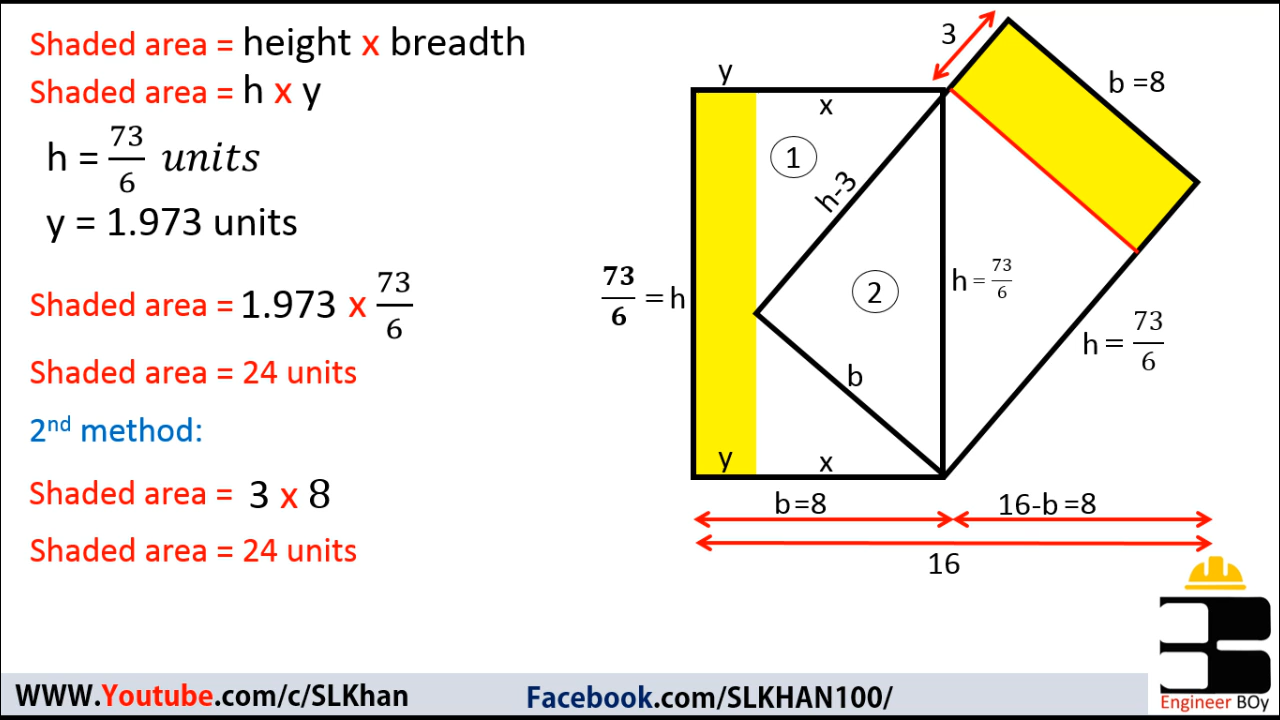 Shaded area = height x breadth
Shaded area = h x y
h = 73/6 units
y = 1.973 units
Shaded area = 1.973 x 73/6
Shaded area = 24 units
2nd method:
Shaded area = 3 x 8
Shaded area = 24 units
3
y
b =8
x
1
h-3
73/6 = h
2
h = 73/6
h = 73/6
b
y
x
b =8
16-b =8
16
WWW.Youtube.com/c/SLKhan
Facebook.com/SLKHAN100/
Engineer BOy